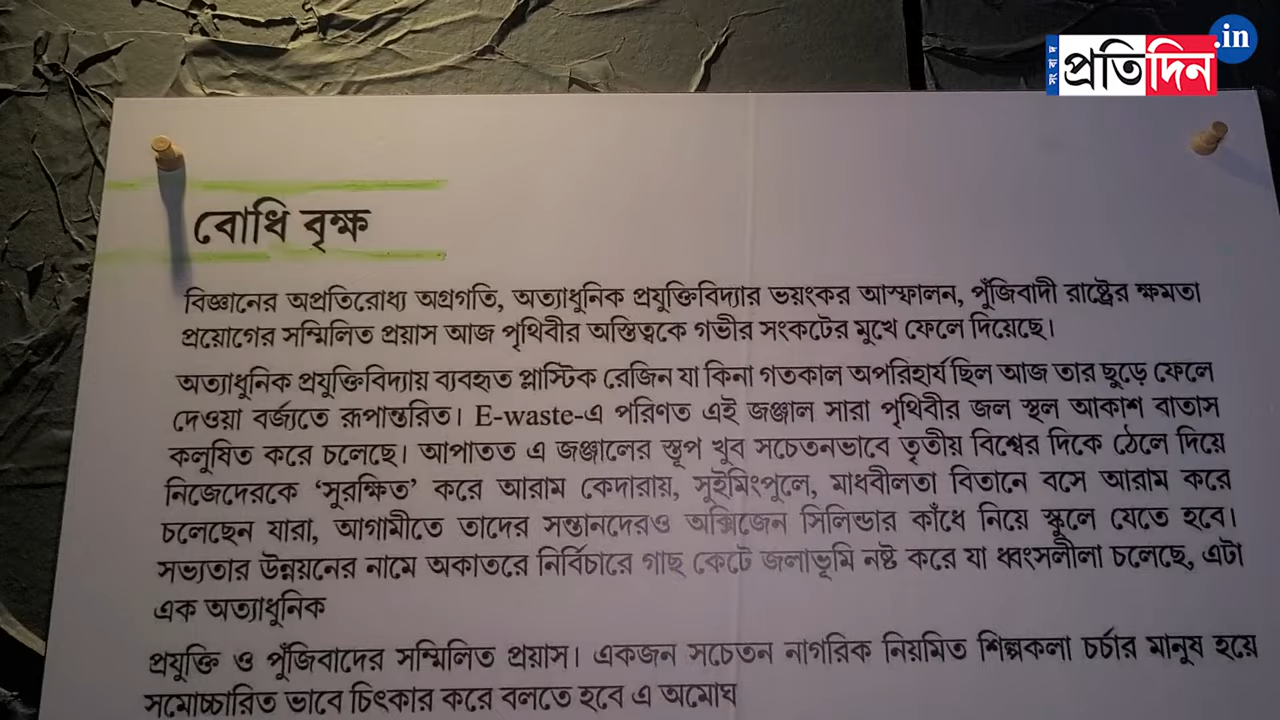 সংবাদ প্রতিদিন .in
বোধি বৃক্ষ
বিজ্ঞানের অপ্রতিরোধ্য অগ্রগতি, অত্যাধুনিক প্রযুক্তিবিদ্যার ভয়ংকর আস্ফালন, পুঁজিবাদী রাষ্ট্রের ক্ষমতা
প্রয়োগের সম্মিলিত প্রয়াস আজ পৃথিবীর অস্তিত্বকে গভীর সংকটের মুখে ফেলে দিয়েছে।
অত্যাধুনিক প্রযুক্তিবিদ্যায় ব্যবহৃত প্লাস্টিক রেজিন যা কিনা গতকাল অপরিহার্য ছিল আজ তার ছুড়ে ফেলে
দেওয়া বর্জ্যতে রূপান্তরিত। E-waste-এ পরিণত এই জঞ্জাল সারা পৃথিবীর জল স্থল আকাশ বাতাস
কলুষিত করে চলেছে। আপাতত এ জঞ্জালের স্তূপ খুব সচেতনভাবে তৃতীয় বিশ্বের দিকে ঠেলে দিয়ে
নিজেদেরকে ‘সুরক্ষিত’ করে আরাম কেদারায়, সুইমিংপুলে, মাধবীলতা বিতানে বসে আরাম করে
চলেছেন যারা, আগামীতে তাদের সন্তানদেরও অক্সিজেন সিলিন্ডার কাঁধে নিয়ে স্কুলে যেতে হবে।
সভ্যতার উন্নয়নের নামে অকাতরে নির্বিচারে গাছ কেটে জলাভূমি নষ্ট করে যা ধ্বংসলীলা চলেছে, এটা
এক অত্যাধুনিক
প্রযুক্তি ও পুঁজিবাদের সম্মিলিত প্রয়াস। একজন সচেতন নাগরিক নিয়মিত শিল্পকলা চর্চার মানুষ হয়ে
সমোচ্চারিত ভাবে চিৎকার করে বলতে হবে এ অমোঘ